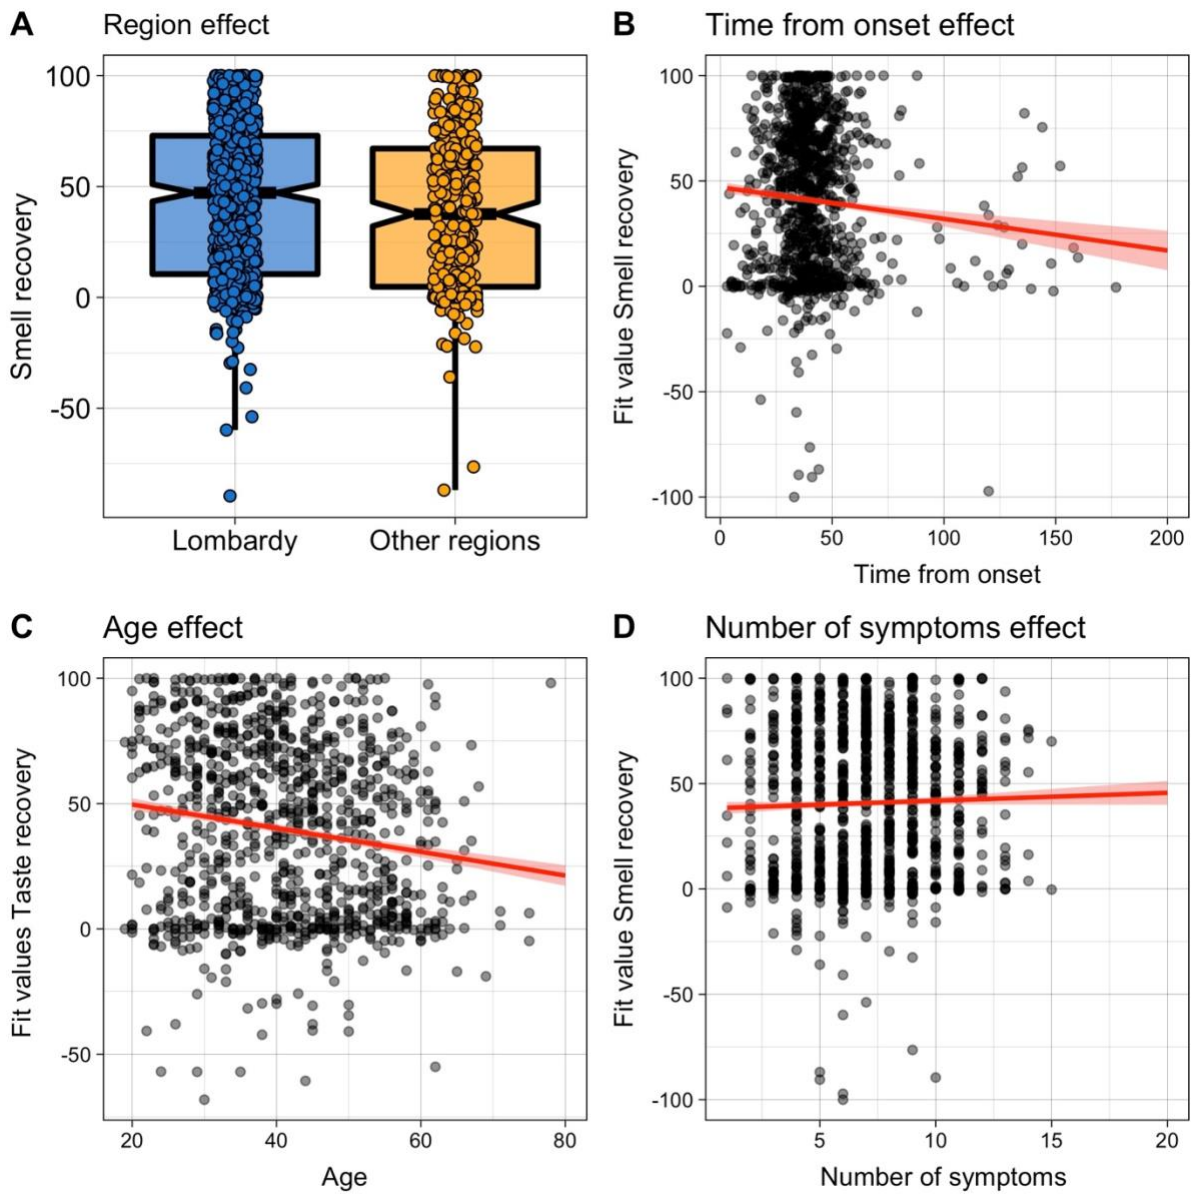 A Region effect
Smell recovery
100
50
0
-50
Lombardy Other regions
B Time from onset effect
Fit value Smell recovery
100
50
0
-50
-100
0 50 100 150 200
Time from onset
C Age effect
Fit values Taste recovery
100
50
0
-50
20 40 60 80
Age
D Number of symptoms effect
Fit value Smell recovery
100
50
0
-50
-100
5 10 15 20
Number of symptoms